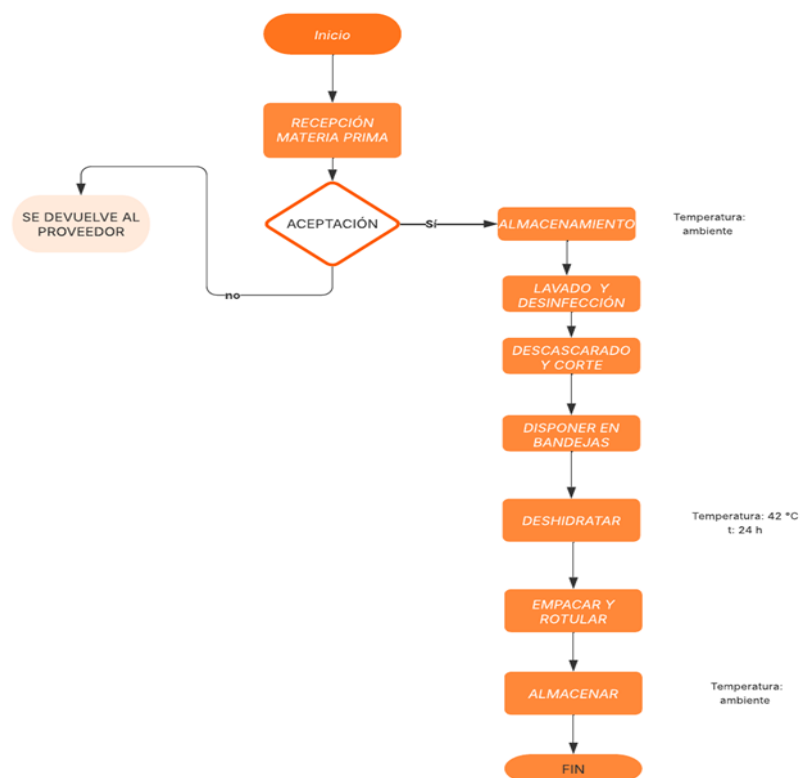 Inicio
RECEPCIÓN
MATERIA PRIMA
ACEPTACIÓN
SE DEVUELVE AL
PROVEEDOR
no
Sí
ALMACENAMIENTO
Temperatura:
ambiente
LAVADO Y
DESINFECCIÓN
DESCASCARADO
Y CORTE
DISPONER EN
BANDEJAS
DESHIDRATAR
Temperatura: 42 °C
t: 24 h
EMPACAR Y
ROTULAR
ALMACENAR
Temperatura:
ambiente
FIN